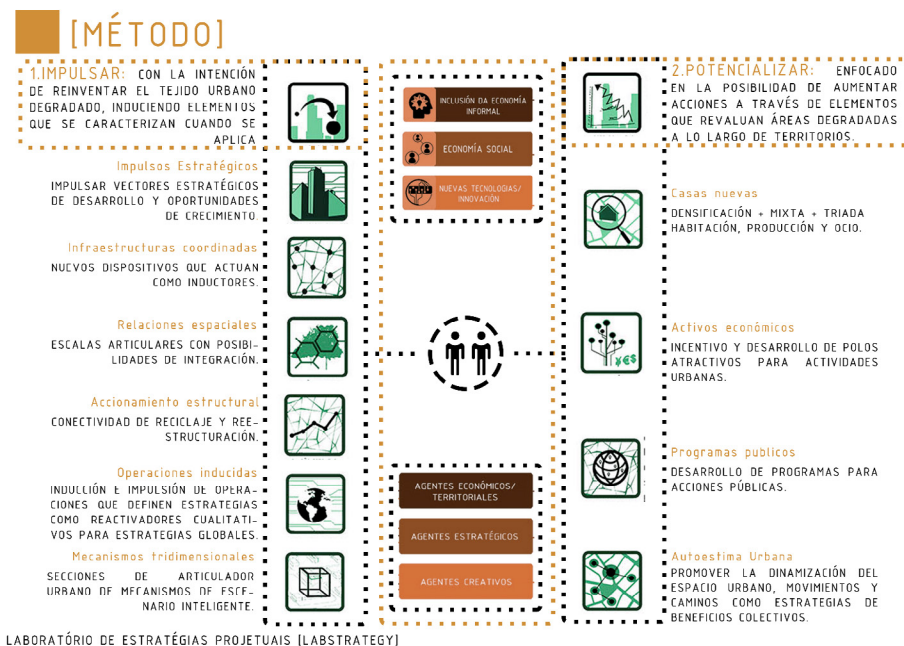 [MÉTODO]
1.IMPULSAR: CON LA INTENCIÓN
DE REINVENTAR EL TEJIDO URBANO
DEGRADADO, INDUCIENDO ELEMENTOS
QUE SE CARACTERIZAN CUANDO SE
APLICA
Impulsos Estratégicos
IMPULSAR VECTORES ESTRATÉGICOS
DE DESARROLLO Y OPORTUNIDADES
DE CRECIMIENTO.
Infraestructuras coordinadas
NUEVOS DISPOSITIVOS QUE ACTUAN
COMO INDUCTORES.
Relaciones espaciales
ESCALAS ARTICULARES CON POSIBI-
LIDADES DE INTEGRACIÓN.
Accionamiento estructural
CONECTIVIDAD DE RECICLAJE Y REE-
STRUCTURACIÓN.
Operaciones inducidas
INDUCCIÓN E IMPULSIÓN DE OPERA-
CIONES QUE DEFINEN ESTRATEGIAS
COMO REACTIVADORES CUALITATI-
VOS PARA ESTRATEGIAS GLOBALES.
Mecanismos tridimensionales
SECCIONES DE ARTICULADOR
URBANO DE MECANISMOS DE ESCE-
NARIO INTELIGENTE.
INCLUSIÓN DA ECONOMÍA
INFORMAL
ECONOMÍA SOCIAL
NUEVAS TECNOLOGIAS/
INNOVACIÓN
AGENTES ECONÓMICOS/
TERRITORIALES
AGENTES ESTRATÉGICOS
AGENTES CREATIVOS
2.POTENCIALIZAR: ENFOCADO
EN LA POSIBILIDAD DE AUMENTAR
ACCIONES A TRAVÉS DE ELEMENTOS
QUE REVALUAN ÁREAS DEGRADADAS
A LO LARGO DE TERRITORIOS.
Casas nuevas
DENSIFICACIÓN + MIXTA + TRIADA
HABITACIÓN, PRODUCCIÓN Y OCIO.
Activos económicos
INCENTIVO Y DESARROLLO DE POLOS
ATRACTIVOS PARA ACTIVIDADES
URBANAS.
¥€$
Programas publicos
DESARROLLO DE PROGRAMAS PARA
ACCIONES PÚBLICAS.
Autoestima Urbana
PROMOVER LA DINAMIZACIÓN DEL
ESPACIO URBANO, MOVIMIENTOS Y
CAMINOS COMO ESTRATEGIAS DE
BENEFICIOS COLECTIVOS.
LABORATÓRIO DE ESTRATÉGIAS PROJETUAIS [LABSTRATEGY]